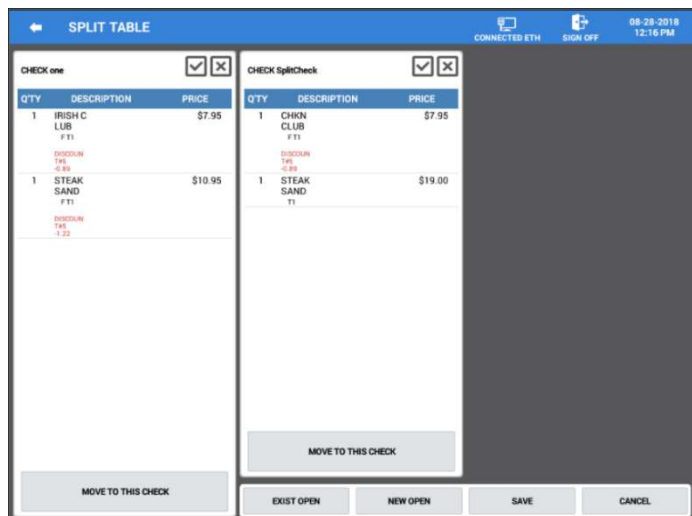 SPLIT TABLE
CONNECTED ETH
SIGN OFF
08-28-2018
12:16 PM
CHECK one
Q'TY DESCRIPTION PRICE
1 IRISH C $7.95
LUB
FT1
DISCOUN
T#5
-0.89
1 STEAK $10.95
SAND
FT1
DISCOUN
T#5
-1.22
MOVE TO THIS CHECK
CHECK SplitCheck
Q'TY DESCRIPTION PRICE
1 CHKN $7.95
CLUB
FT1
DISCOUN
T#5
-0.89
1 STEAK $19.00
SAND
T1
MOVE TO THIS CHECK
EXIST OPEN
NEW OPEN
SAVE
CANCEL